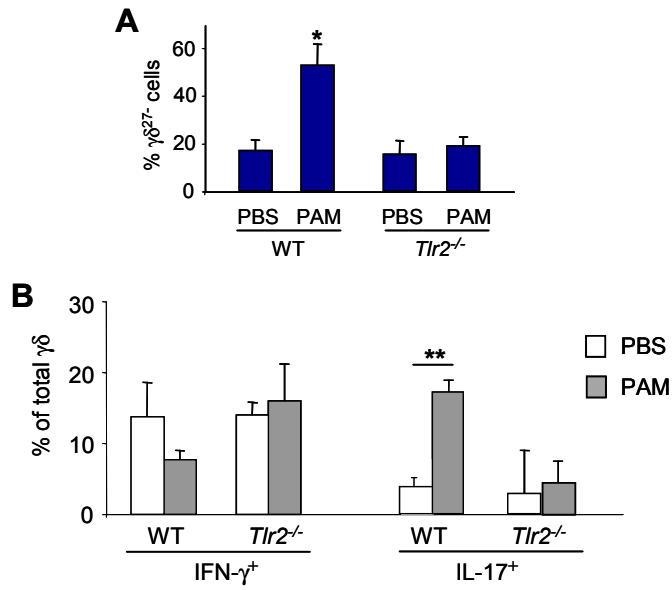 A
% γδ27- cells
60
40
20
0
*
PBS PAM PBS PAM
WT Tlr2-/-
B
% of total γδ
30
20
10
0
**
PBS
PAM
WT Tlr2-/- WT Tlr2-/-
IFN-γ+ IL-17+